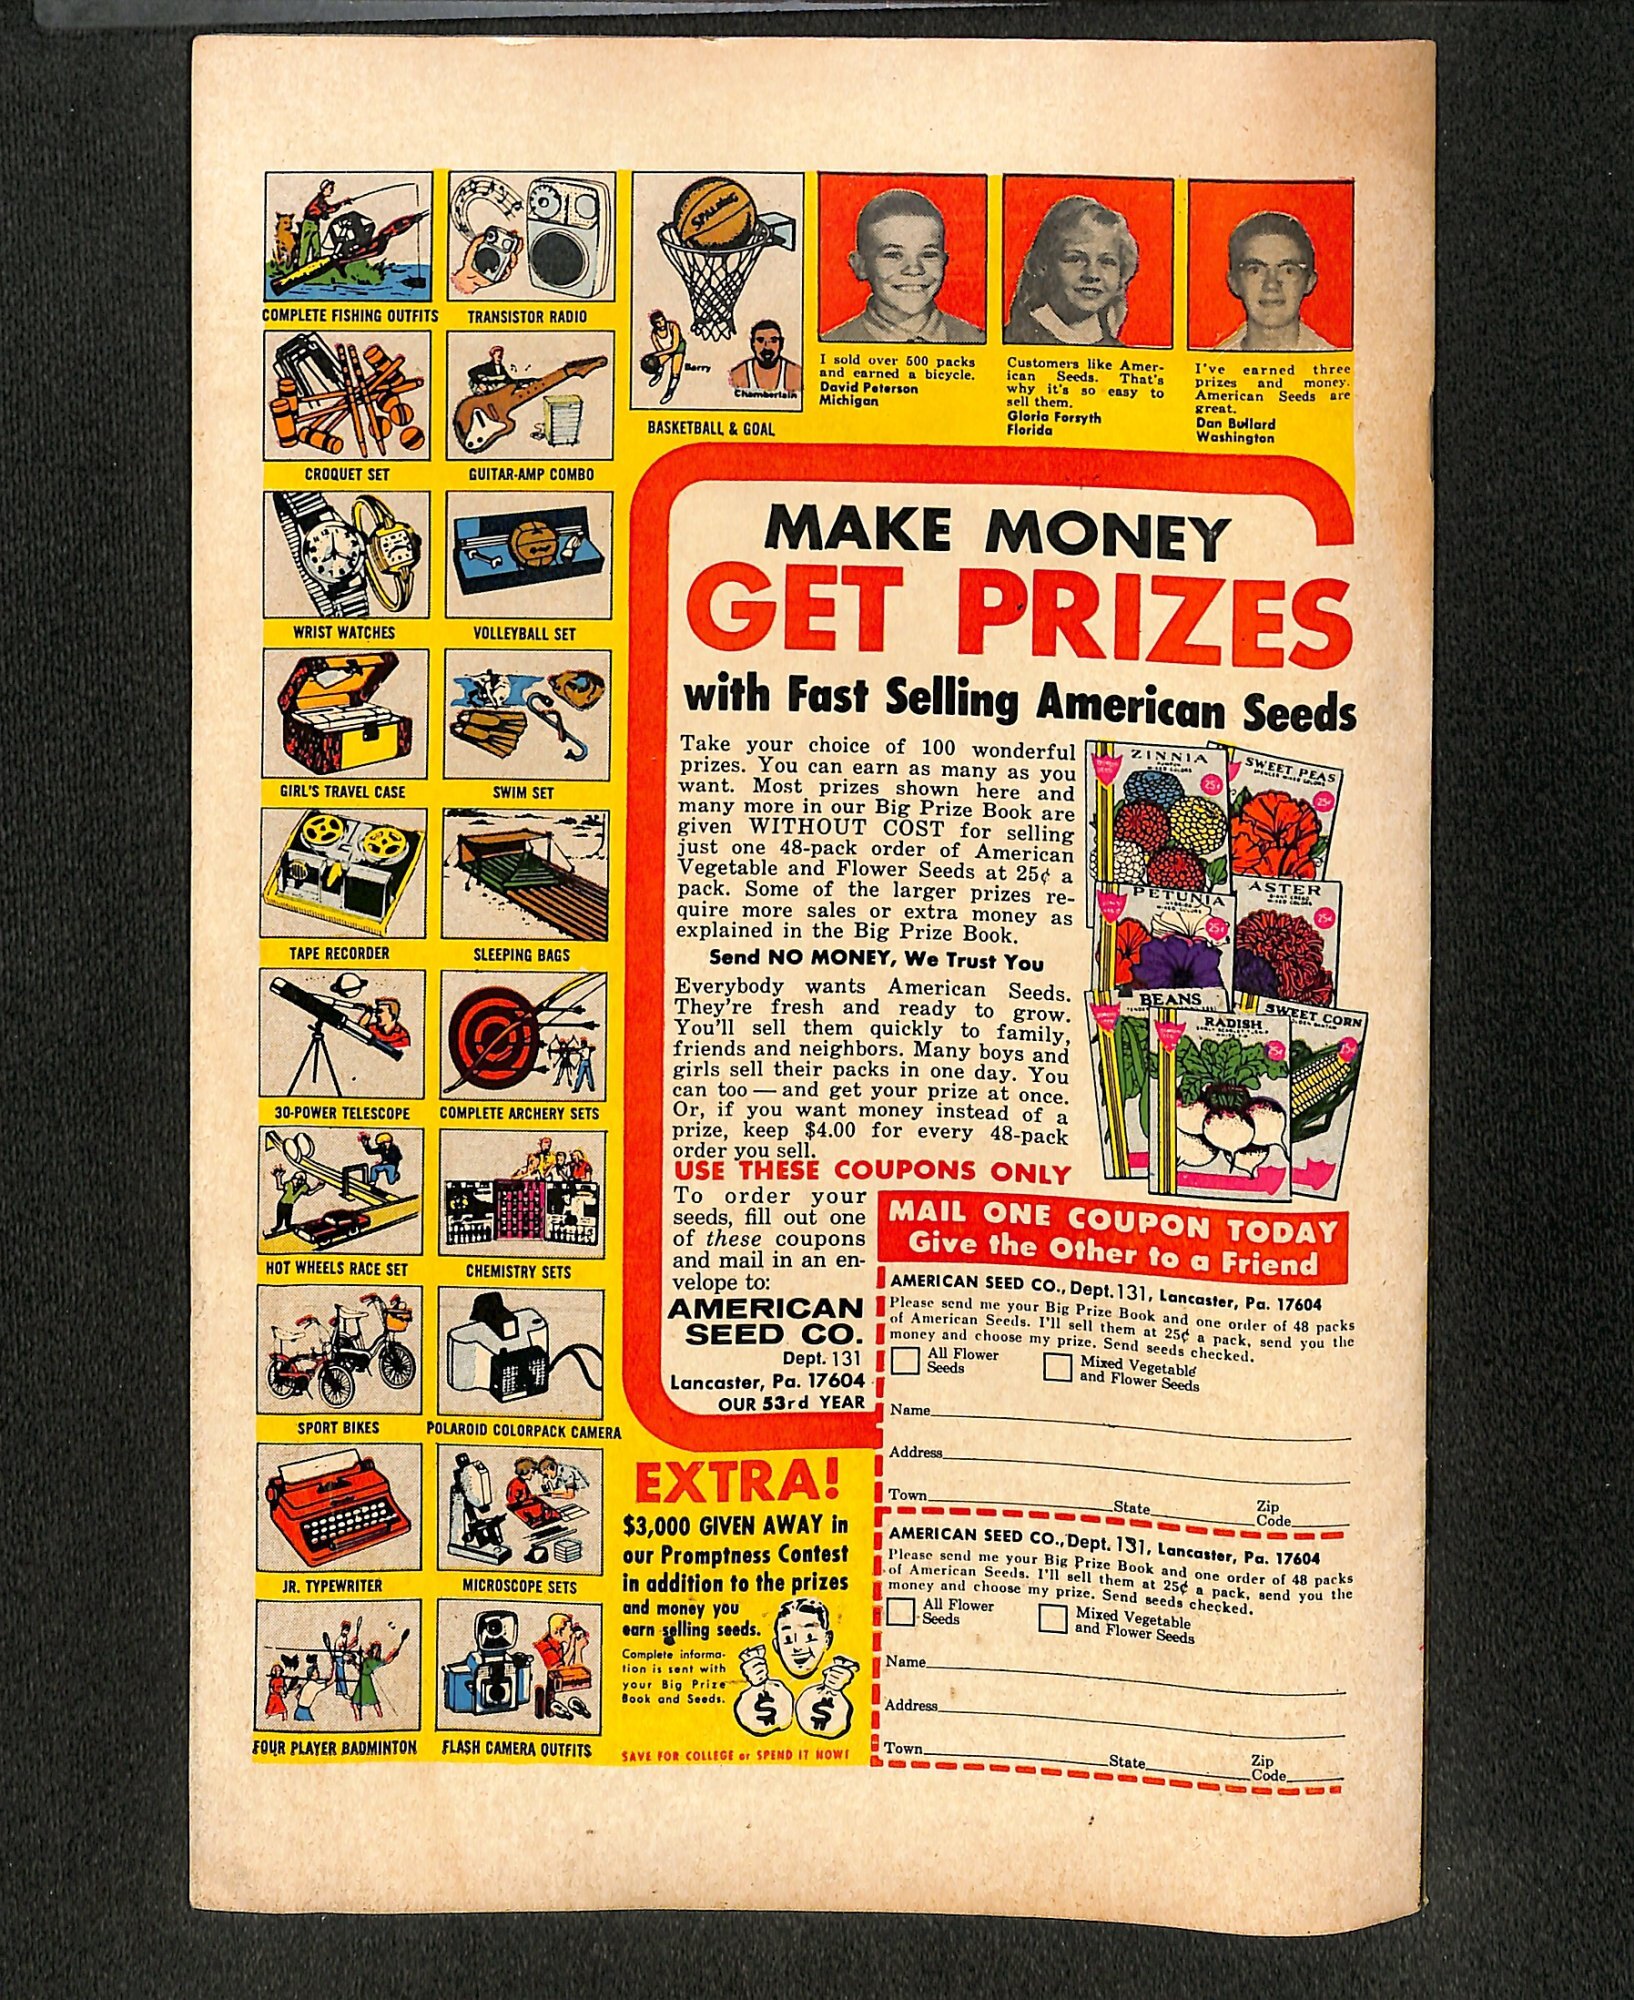 COMPLETE FISHING OUTFITS
TRANSISTOR RADIO
CROQUET SET
GUITAR-AMP COMBO
WRIST WATCHES
VOLLEYBALL SET
GIRL'S TRAVEL CASE
SWIM SET
TAPE RECORDER
SLEEPING BAGS
30-POWER TELESCOPE
COMPLETE ARCHERY SETS
HOT WHEELS RACE SET
CHEMISTRY SETS
SPORT BIKES
POLAROID COLORPACK CAMERA
JR. TYPEWRITER
MICROSCOPE SETS
FOUR PLAYER BADMINTON
FLASH CAMERA OUTFITS
SPALDING
Barry
Chamberlain
BASKETBALL & GOAL
I sold over 500 packs
and earned a bicycle.
David Peterson
Michigan
Customers like Amer-
ican Seeds. That's
why it's so easy to
sell them.
Gloria Forsyth
Florida
I've earned three
prizes and money.
American Seeds are
great.
Dan Bullard
Washington
MAKE MONEY
GET PRIZES
with Fast Selling American Seeds
Take your choice of 100 wonderful
prizes. You can earn as many as you
want. Most prizes shown here and
many more in our Big Prize Book are
given WITHOUT COST for selling
just one 48-pack order of American
Vegetable and Flower Seeds at 25¢ a
pack. Some of the larger prizes re-
quire more sales or extra money as
explained in the Big Prize Book.
Send NO MONEY, We Trust You
Everybody wants American Seeds.
They're fresh and ready to grow.
You'll sell them quickly to family,
friends and neighbors. Many boys and
girls sell their packs in one day. You
can too — and get your prize at once.
Or, if you want money instead of a
prize, keep $4.00 for every 48-pack
order you sell.
USE THESE COUPONS ONLY
To order your
seeds, fill out one
of these coupons
and mail in an en-
velope to:
AMERICAN
SEED CO.
Dept. 131
Lancaster, Pa. 17604
OUR 53rd YEAR
ZINNIA
MIXED COLORS
25¢
SWEET PEAS
25¢
PETUNIA
MIXED COLORS
25¢
ASTER
MIXED COLORS
25¢
BEANS
RADISH
25¢
SWEET CORN
25¢
MAIL ONE COUPON TODAY
Give the Other to a Friend
AMERICAN SEED CO., Dept. 131, Lancaster, Pa. 17604
Please send me your Big Prize Book and one order of 48 packs
of American Seeds. I'll sell them at 25¢ a pack, send you the
money and choose my prize. Send seeds checked.
All Flower
Seeds
Mixed Vegetable
and Flower Seeds
Name
Address
Town State Zip
Code
AMERICAN SEED CO., Dept. 131, Lancaster, Pa. 17604
Please send me your Big Prize Book and one order of 48 packs
of American Seeds. I'll sell them at 25¢ a pack, send you the
money and choose my prize. Send seeds checked.
All Flower
Seeds
Mixed Vegetable
and Flower Seeds
Name
Address
Town State Zip
Code
EXTRA!
$3,000 GIVEN AWAY in
our Promptness Contest
in addition to the prizes
and money you
earn selling seeds.
Complete informa-
tion is sent with
your Big Prize
Book and Seeds.
$ $
SAVE FOR COLLEGE or SPEND IT NOW!